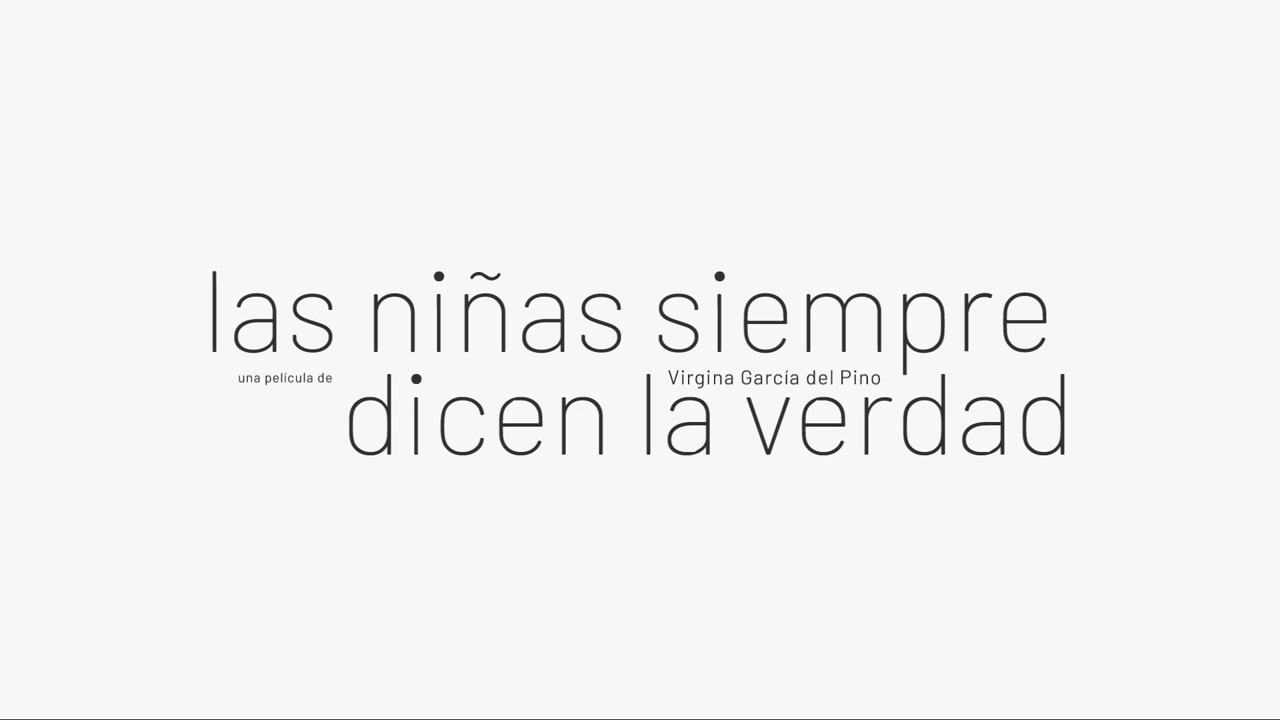 las niñas siempre
una película de
Virgina García del Pino
dicen la verdad